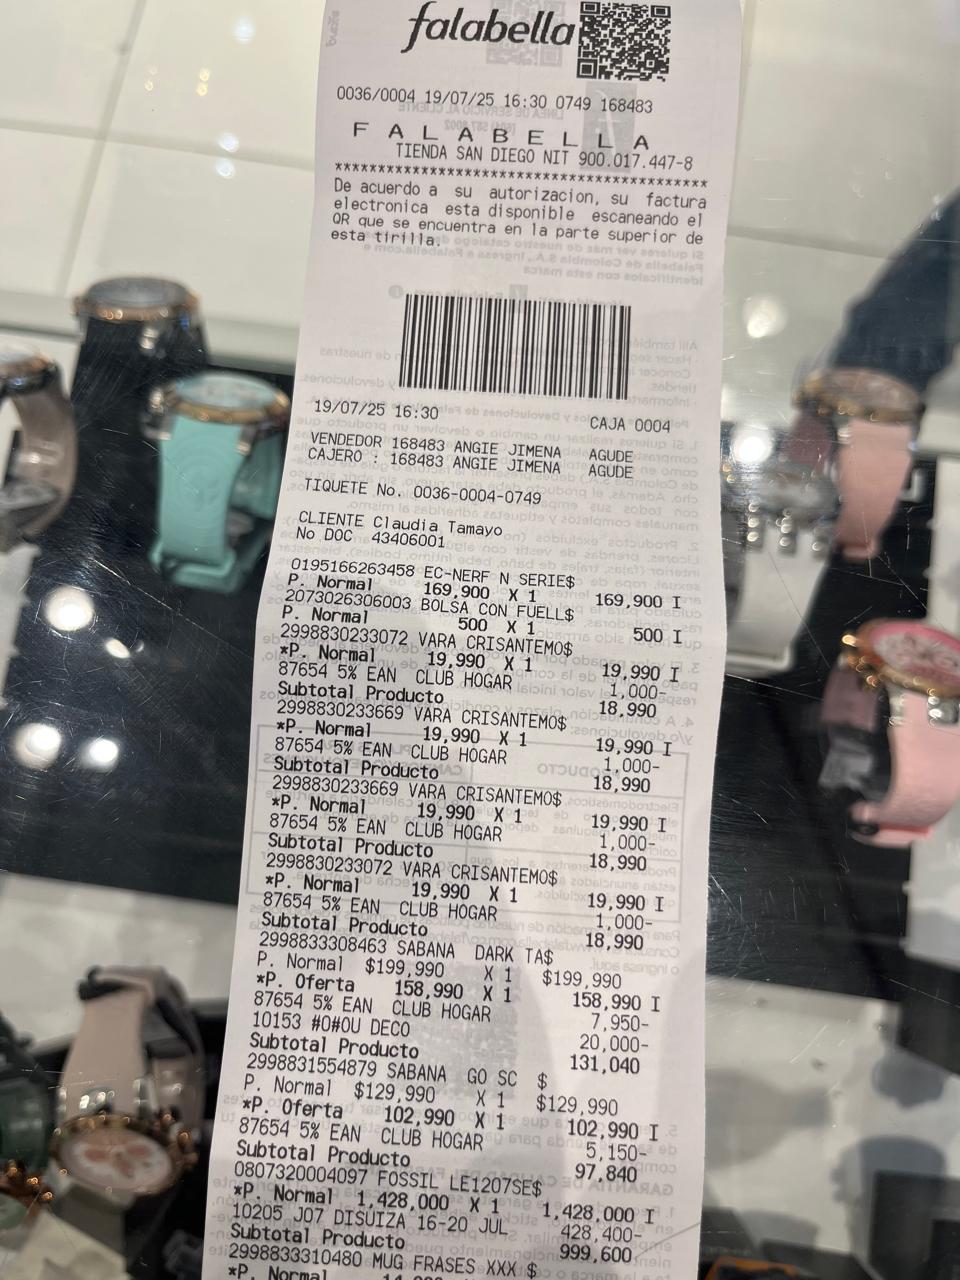 falabella
0036/0004 19/07/25 16:30 0749 168483
F A L A B E L L A
TIENDA SAN DIEGO NIT 900.017.447-8
*******************************************
De acuerdo a su autorizacion, su factura
electronica esta disponible escaneando el
QR que se encuentra en la parte superior de
esta tirilla.
19/07/25 16:30 CAJA 0004
VENDEDOR 168483 ANGIE JIMENA AGUDE
CAJERO : 168483 ANGIE JIMENA AGUDE
TIQUETE No. 0036-0004-0749
CLIENTE Claudia Tamayo
No DOC 43406001
0195166263458 EC-NERF N SERIE$
P. Normal 169,900 X 1 169,900 I
2073026306003 BOLSA CON FUELL$
P. Normal 500 X 1 500 I
2998830233072 VARA CRISANTEMO$
*P. Normal 19,990 X 1 19,990 I
87654 5% EAN CLUB HOGAR 1,000-
Subtotal Producto 18,990
2998830233669 VARA CRISANTEMO$
*P. Normal 19,990 X 1 19,990 I
87654 5% EAN CLUB HOGAR 1,000-
Subtotal Producto 18,990
2998830233669 VARA CRISANTEMO$
*P. Normal 19,990 X 1 19,990 I
87654 5% EAN CLUB HOGAR 1,000-
Subtotal Producto 18,990
2998830233072 VARA CRISANTEMO$
*P. Normal 19,990 X 1 19,990 I
87654 5% EAN CLUB HOGAR 1,000-
Subtotal Producto 18,990
2998833308463 SABANA DARK TA$
P. Normal $199,990 X 1 $199,990
*P. Oferta 158,990 X 1 158,990 I
87654 5% EAN CLUB HOGAR 7,950-
10153 #0#0U DECO 20,000-
Subtotal Producto 131,040
2998831554879 SABANA GO SC $
P. Normal $129,990 X 1 $129,990
*P. Oferta 102,990 X 1 102,990 I
87654 5% EAN CLUB HOGAR 5,150-
Subtotal Producto 97,840
0807320004097 FOSSIL LE1207SE$
*P. Normal 1,428,000 X 1 1,428,000 I
10205 J07 DISUIZA 16-20 JUL 428,400-
Subtotal Producto 999,600
2998833310480 MUG FRASES XXX $
*P. Normal